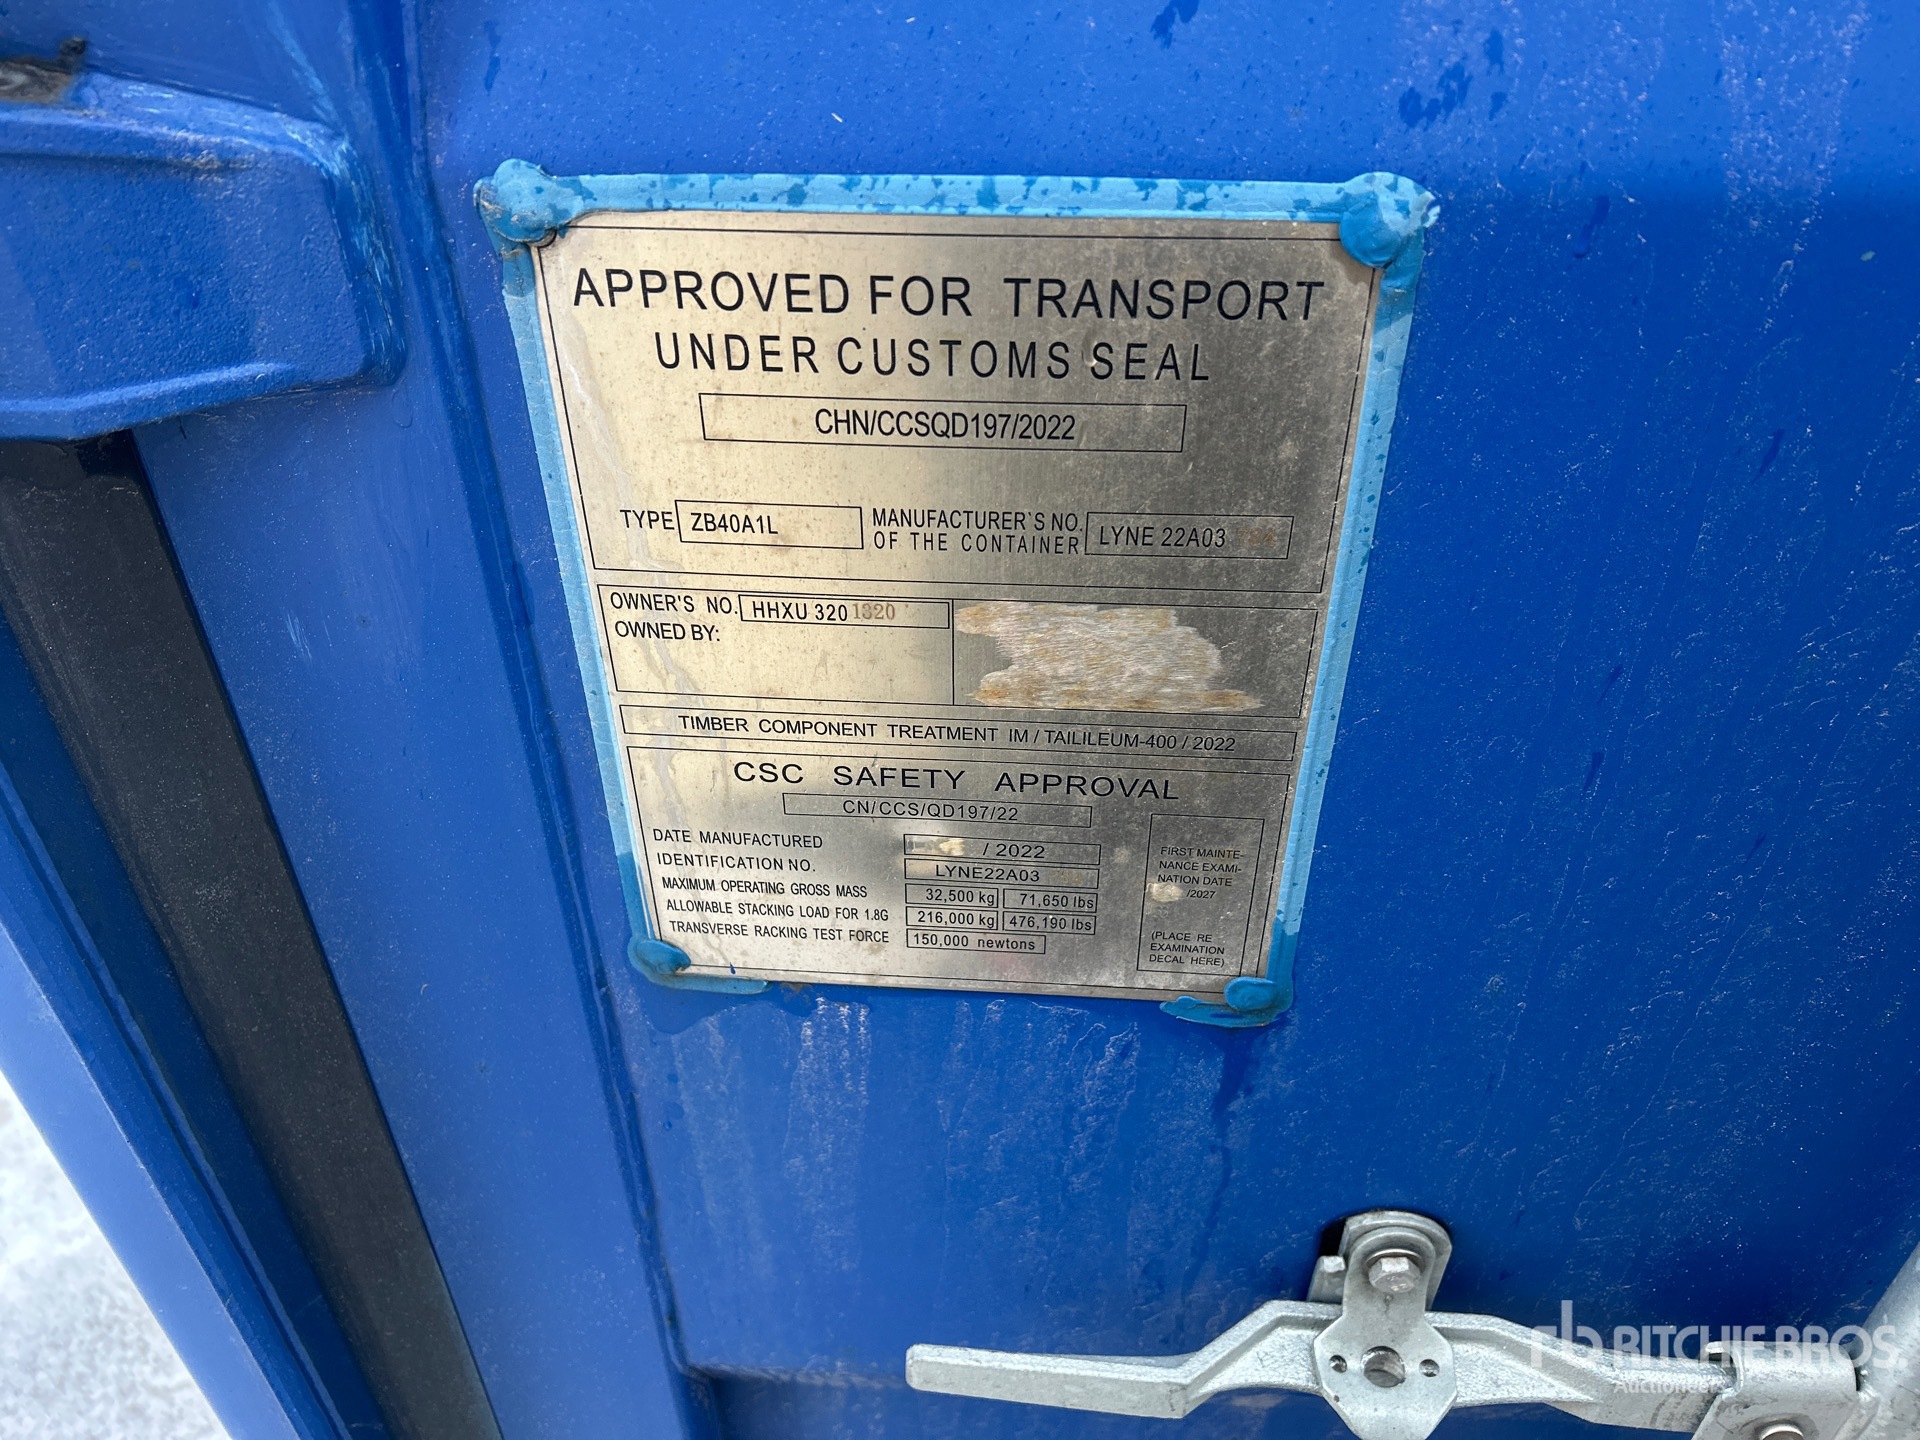 APPROVED FOR TRANSPORT
UNDER CUSTOMS SEAL
CHN/CCSQD197/2022
TYPE ZB40A1L
MANUFACTURER'S NO.
OF THE CONTAINER
LYNE 22A03
OWNER'S NO. HHXU 320 1320
OWNED BY:
TIMBER COMPONENT TREATMENT IM / TAILILEUM-400 / 2022
CSC SAFETY APPROVAL
CN/CCS/QD197/22
DATE MANUFACTURED / 2022
IDENTIFICATION NO. LYNE22A03
MAXIMUM OPERATING GROSS MASS 32,500 kg 71,650 lbs
ALLOWABLE STACKING LOAD FOR 1.8G 216,000 kg 476,190 lbs
TRANSVERSE RACKING TEST FORCE 150,000 newtons
FIRST MAINTE-
NANCE EXAMI-
NATION DATE
/2027
(PLACE RE
EXAMINATION
DECAL HERE)
rb RITCHIE BROS.
Auctioneers